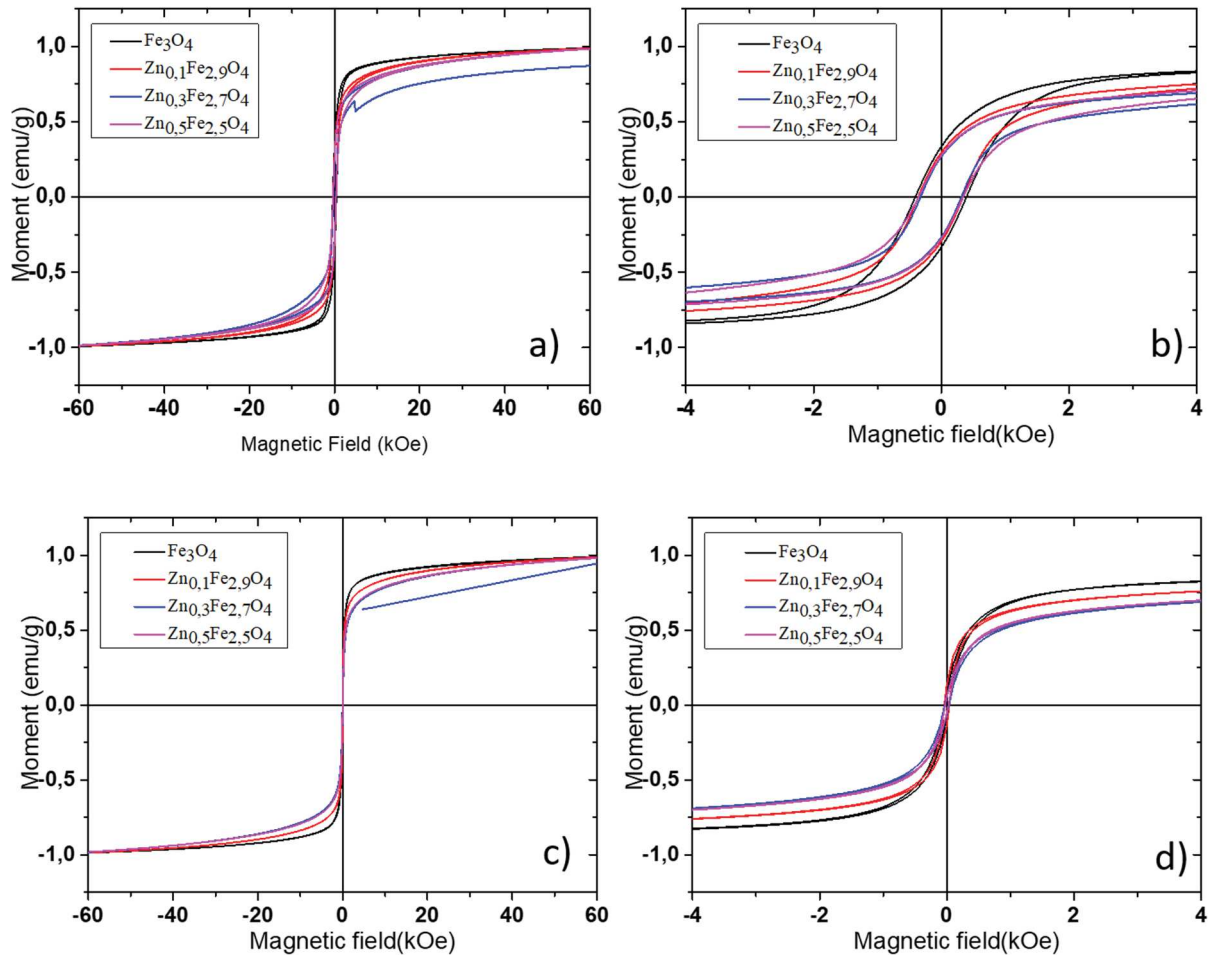 Fe3O4
Zn0,1Fe2,9O4
Zn0,3Fe2,7O4
Zn0,5Fe2,5O4
Moment (emu/g)
1,0
0,5
0,0
-0,5
-1,0
a)
-60 -40 -20 0 20 40 60
Magnetic Field (kOe)
Fe3O4
Zn0,1Fe2,9O4
Zn0,3Fe2,7O4
Zn0,5Fe2,5O4
Moment (emu/g)
1,0
0,5
0,0
-0,5
-1,0
b)
-4 -2 0 2 4
Magnetic field(kOe)
Fe3O4
Zn0,1Fe2,9O4
Zn0,3Fe2,7O4
Zn0,5Fe2,5O4
Moment (emu/g)
1,0
0,5
0,0
-0,5
-1,0
c)
-60 -40 -20 0 20 40 60
Magnetic field(kOe)
Fe3O4
Zn0,1Fe2,9O4
Zn0,3Fe2,7O4
Zn0,5Fe2,5O4
Moment (emu/g)
1,0
0,5
0,0
-0,5
-1,0
d)
-4 -2 0 2 4
Magnetic field(kOe)